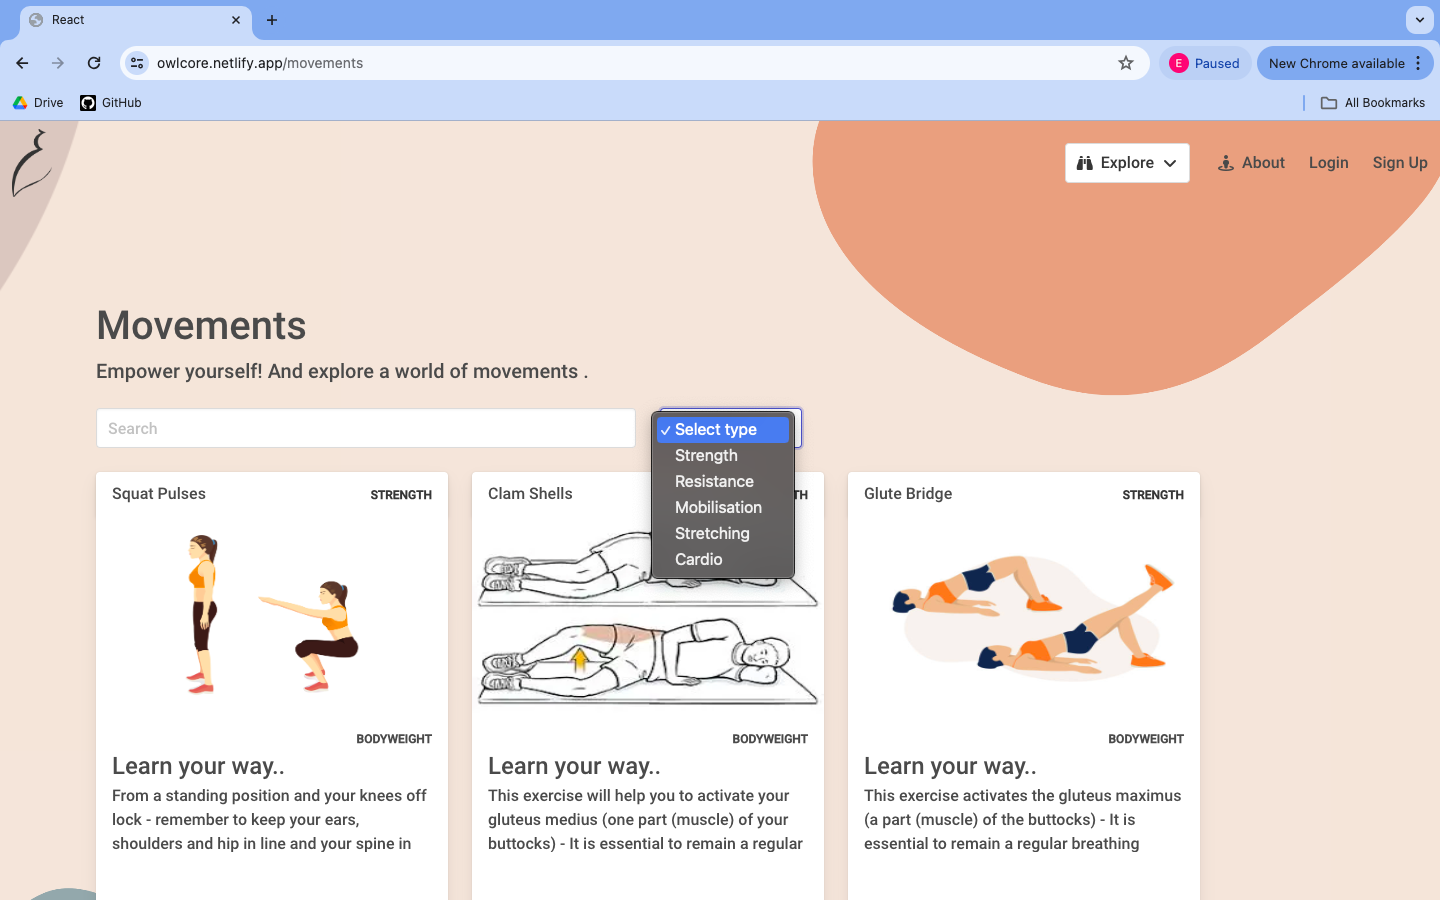 React
owlcore.netlify.app/movements
E Paused
New Chrome available
Drive
GitHub
All Bookmarks
Explore
About
Login
Sign Up
Movements
Empower yourself! And explore a world of movements .
Search
✓ Select type
Strength
Resistance
Mobilisation
Stretching
Cardio
Squat Pulses
STRENGTH
BODYWEIGHT
Learn your way..
From a standing position and your knees off
lock - remember to keep your ears,
shoulders and hip in line and your spine in
Clam Shells
TH
BODYWEIGHT
Learn your way..
This exercise will help you to activate your
gluteus medius (one part (muscle) of your
buttocks) - It is essential to remain a regular
Glute Bridge
STRENGTH
BODYWEIGHT
Learn your way..
This exercise activates the gluteus maximus
(a part (muscle) of the buttocks) - It is
essential to remain a regular breathing